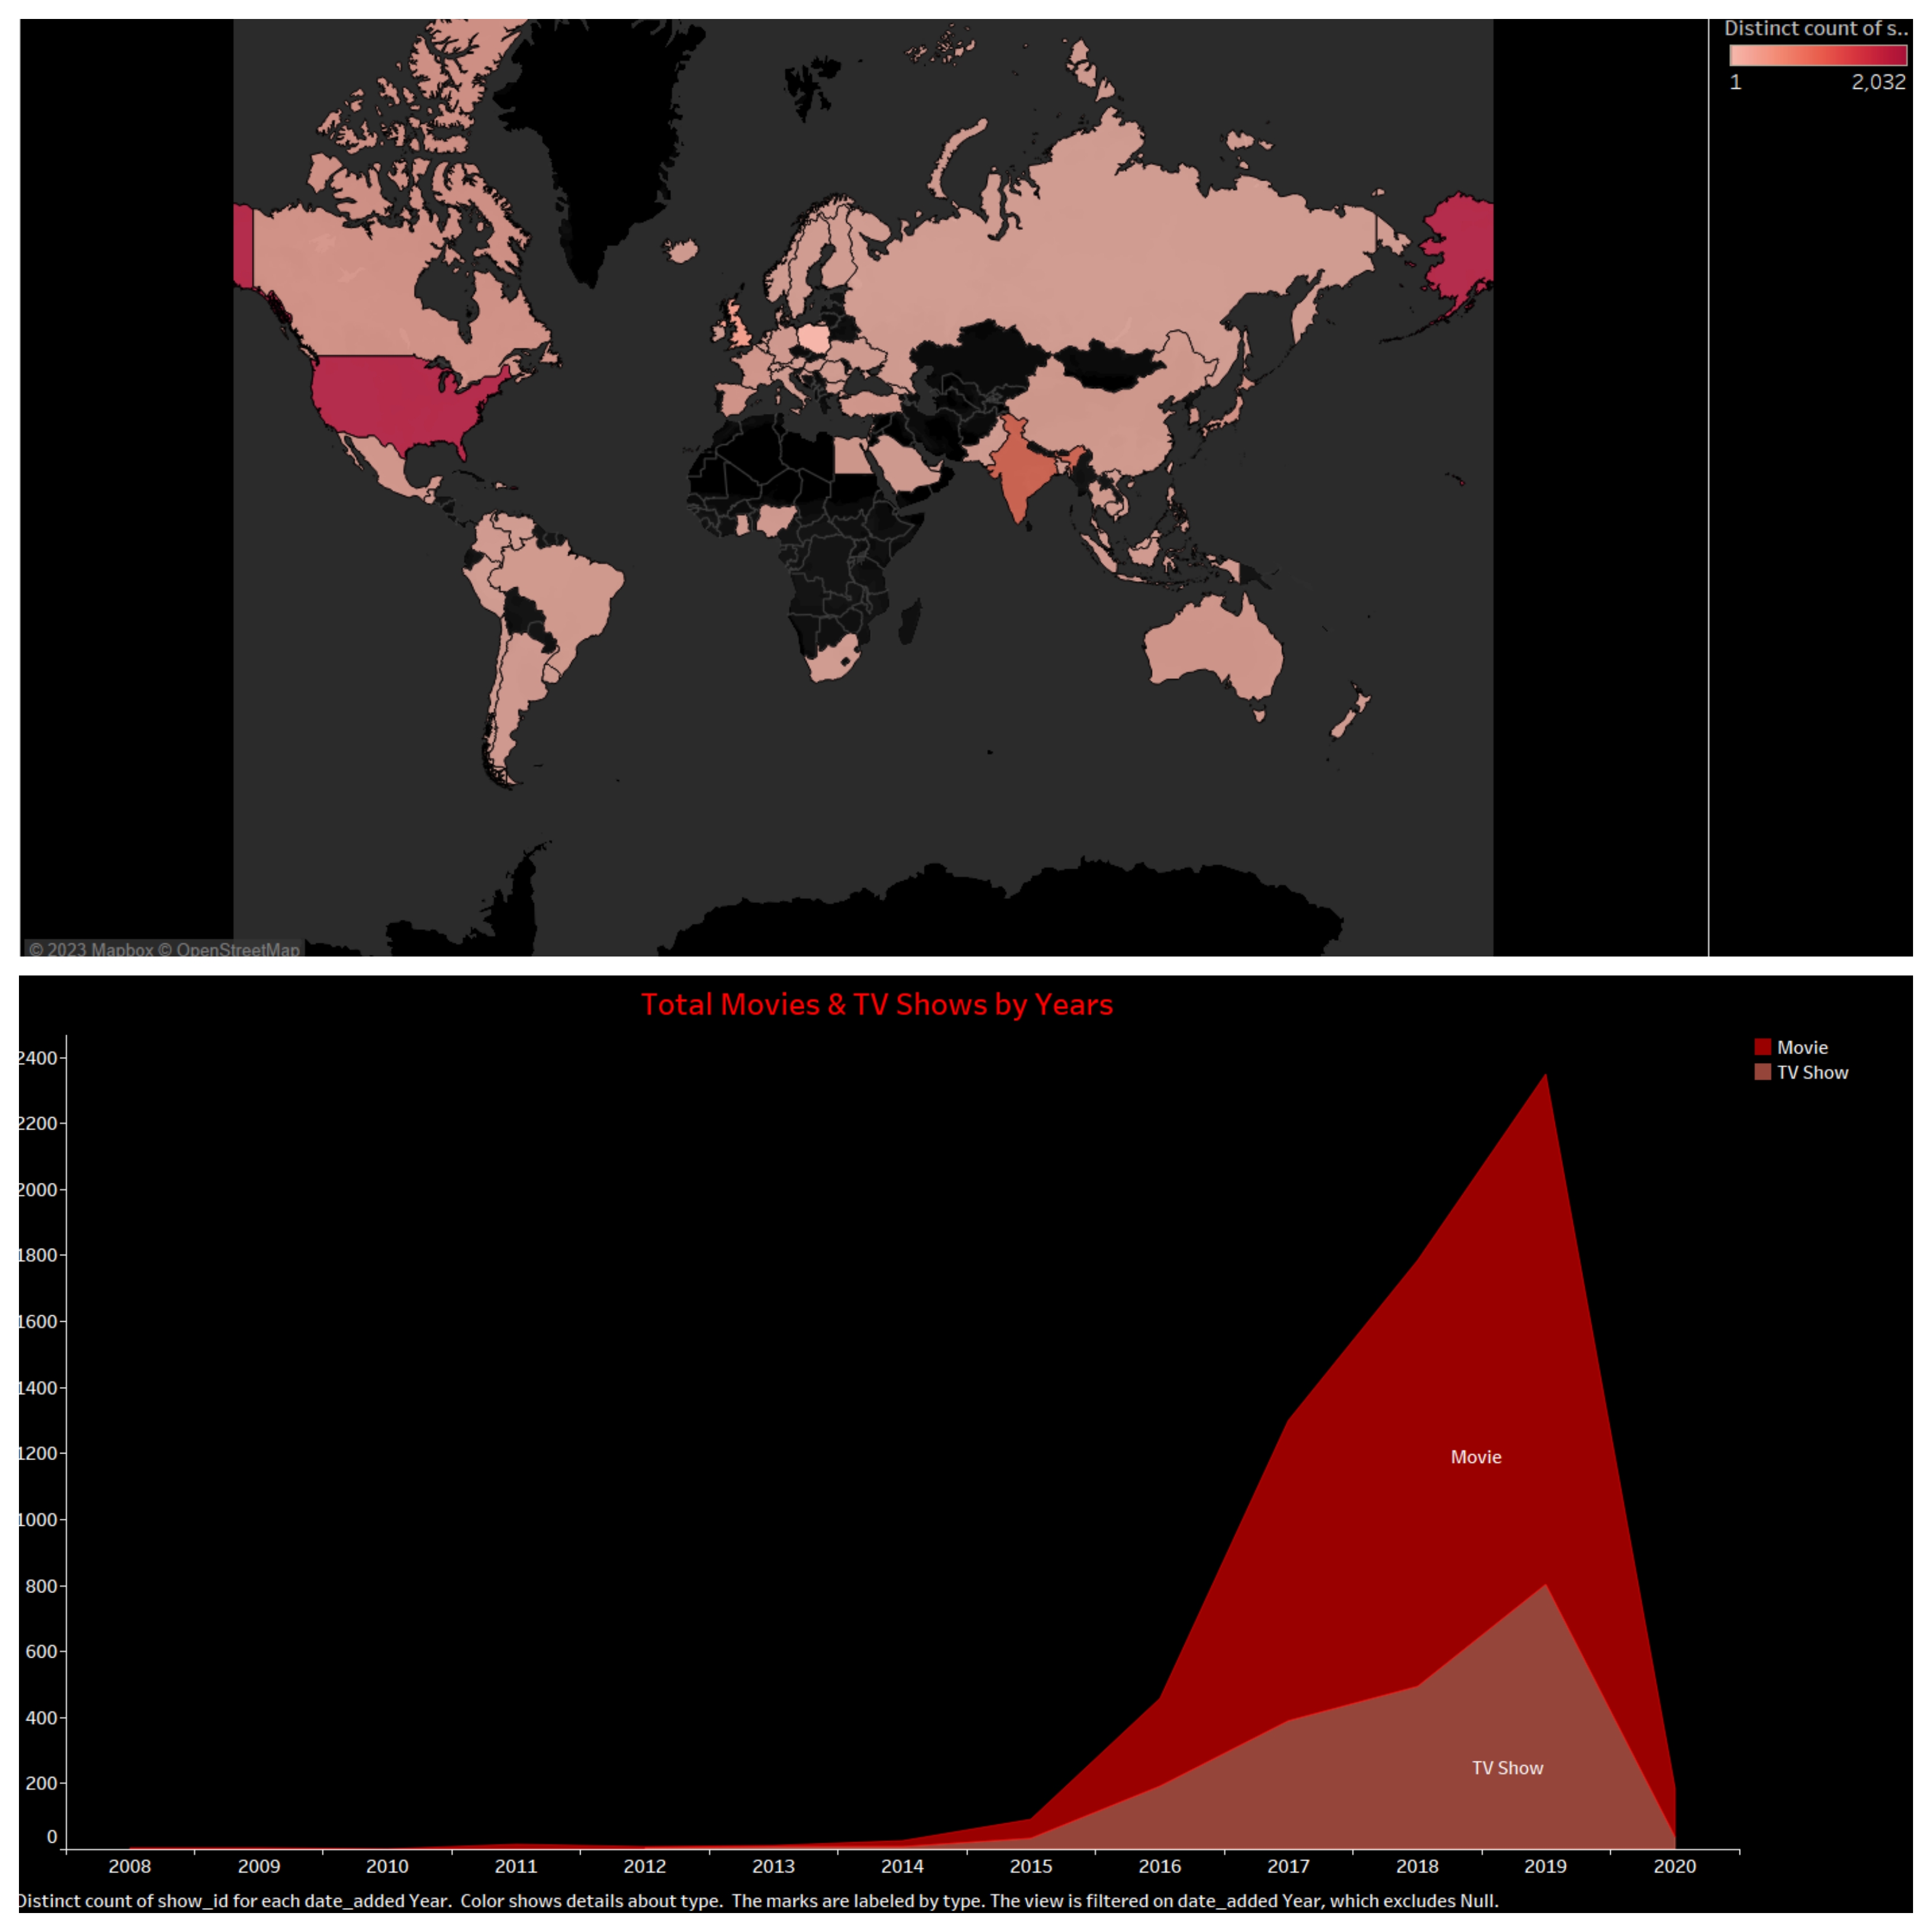 Distinct count of s..
1 2,032
© 2023 Mapbox © OpenStreetMap
Total Movies & TV Shows by Years
Movie
TV Show
2400
2200
2000
1800
1600
1400
1200
1000
800
600
400
200
0
Movie
TV Show
2008 2009 2010 2011 2012 2013 2014 2015 2016 2017 2018 2019 2020
Distinct count of show_id for each date_added Year. Color shows details about type. The marks are labeled by type. The view is filtered on date_added Year, which excludes Null.